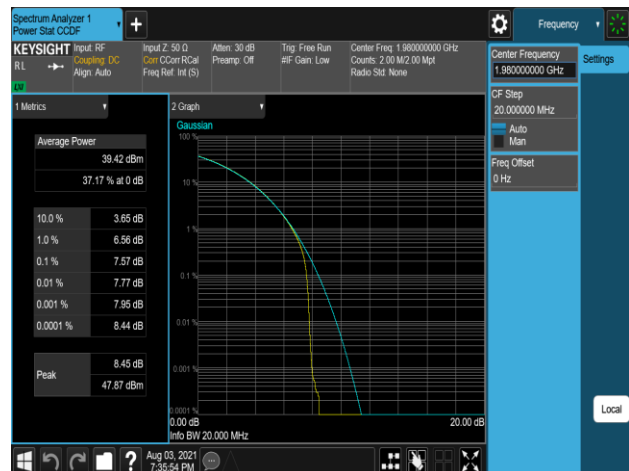 Spectrum Analyzer 1
Power Stat CCDF
Frequency
KEYSIGHT
RL
Input: RF
Coupling: DC
Align: Auto
Input Z: 50 Ω
Corr CCorr RCal
Freq Ref: Int (S)
Atten: 30 dB
Preamp: Off
Trig: Free Run
#IF Gain: Low
Center Freq: 1.980000000 GHz
Counts: 2.00 M/2.00 Mpt
Radio Std: None
Center Frequency
1.980000000 GHz
Settings
CF Step
20.000000 MHz
Auto
Man
Freq Offset
0 Hz
1 Metrics
Average Power
39.42 dBm
37.17 % at 0 dB
10.0 % 3.65 dB
1.0 % 6.56 dB
0.1 % 7.57 dB
0.01 % 7.77 dB
0.001 % 7.95 dB
0.0001 % 8.44 dB
Peak
8.45 dB
47.87 dBm
2 Graph
Gaussian
100 %
10 %
1 %
0.1 %
0.01 %
0.001 %
0.0001 %
0.00 dB 20.00 dB
Info BW 20.000 MHz
Local
?
Aug 03, 2021
7:35:54 PM